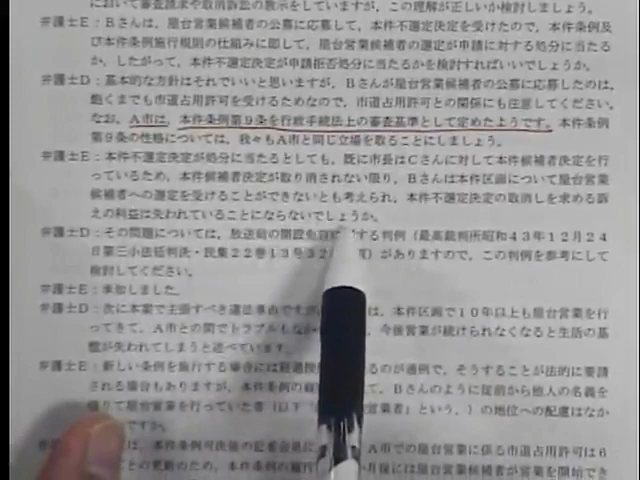 において審査請求や取消訴訟の教示をしていますが、この理解が正しいか検討しましょう。
弁護士E：Bさんは、屋台営業候補者の公募に応募して、本件不選定決定を受けたので、本件条例及
び本件条例施行規則の仕組みに即して、屋台営業候補者の選定が申請に対する処分に当たる
か、したがって、本件不選定決定が申請拒否処分に当たるかを検討すればいいでしょうか。
弁護士D：基本的な方針はそれでいいと思いますが、Bさんが屋台営業候補者の公募に応募したのは、
飽くまでも市道占用許可を受けるためなので、市道占用許可との関係にも注意してください。
なお、A市は、本件条例第9条を行政手続法上の審査基準として定めたようです。本件条例
第9条の性格については、我々もA市と同じ立場を取ることにしましょう。
弁護士E：本件不選定決定が処分に当たるとしても、既に市長はCさんに対して本件候補者決定を行
っているため、本件候補者決定が取り消されない限り、Bさんは本件区画について屋台営業
候補者への選定を受けることができないとも考えられ、本件不選定決定の取消しを求める訴
えの利益は失われていることにならないでしょうか。
弁護士D：その問題については、放送局の開設免許 する判例（最高裁判所昭和43年12月24
日第三小法廷判決・民集22巻13号32 ）がありますので、この判例を参考にして
検討してください。
弁護士E：承知しました。
弁護士D：次に本案で主張すべき違法事由ですが は、本件区画で10年以上も屋台営業を行
ってきて、A市との間でトラブルもなか 、今後営業が続けられなくなると生活の基
盤が失われてしまうと述べています。
弁護士E：新しい条例を施行する場合には経過措 るのが通例で、そうすることが法的に要請
される場合もありますが、本件条例の て、Bさんのように従前から他人の名義を
借りて屋台営業を行っていた者（以下「 営業者」という。）の地位への配慮はなか
ですか。
は、本件条例可決後の記者会見に A市での屋台営業に係る市道占用許可は6
との更新のため、本件条例の施行 月後には屋台営業候補者が営業を開始でき